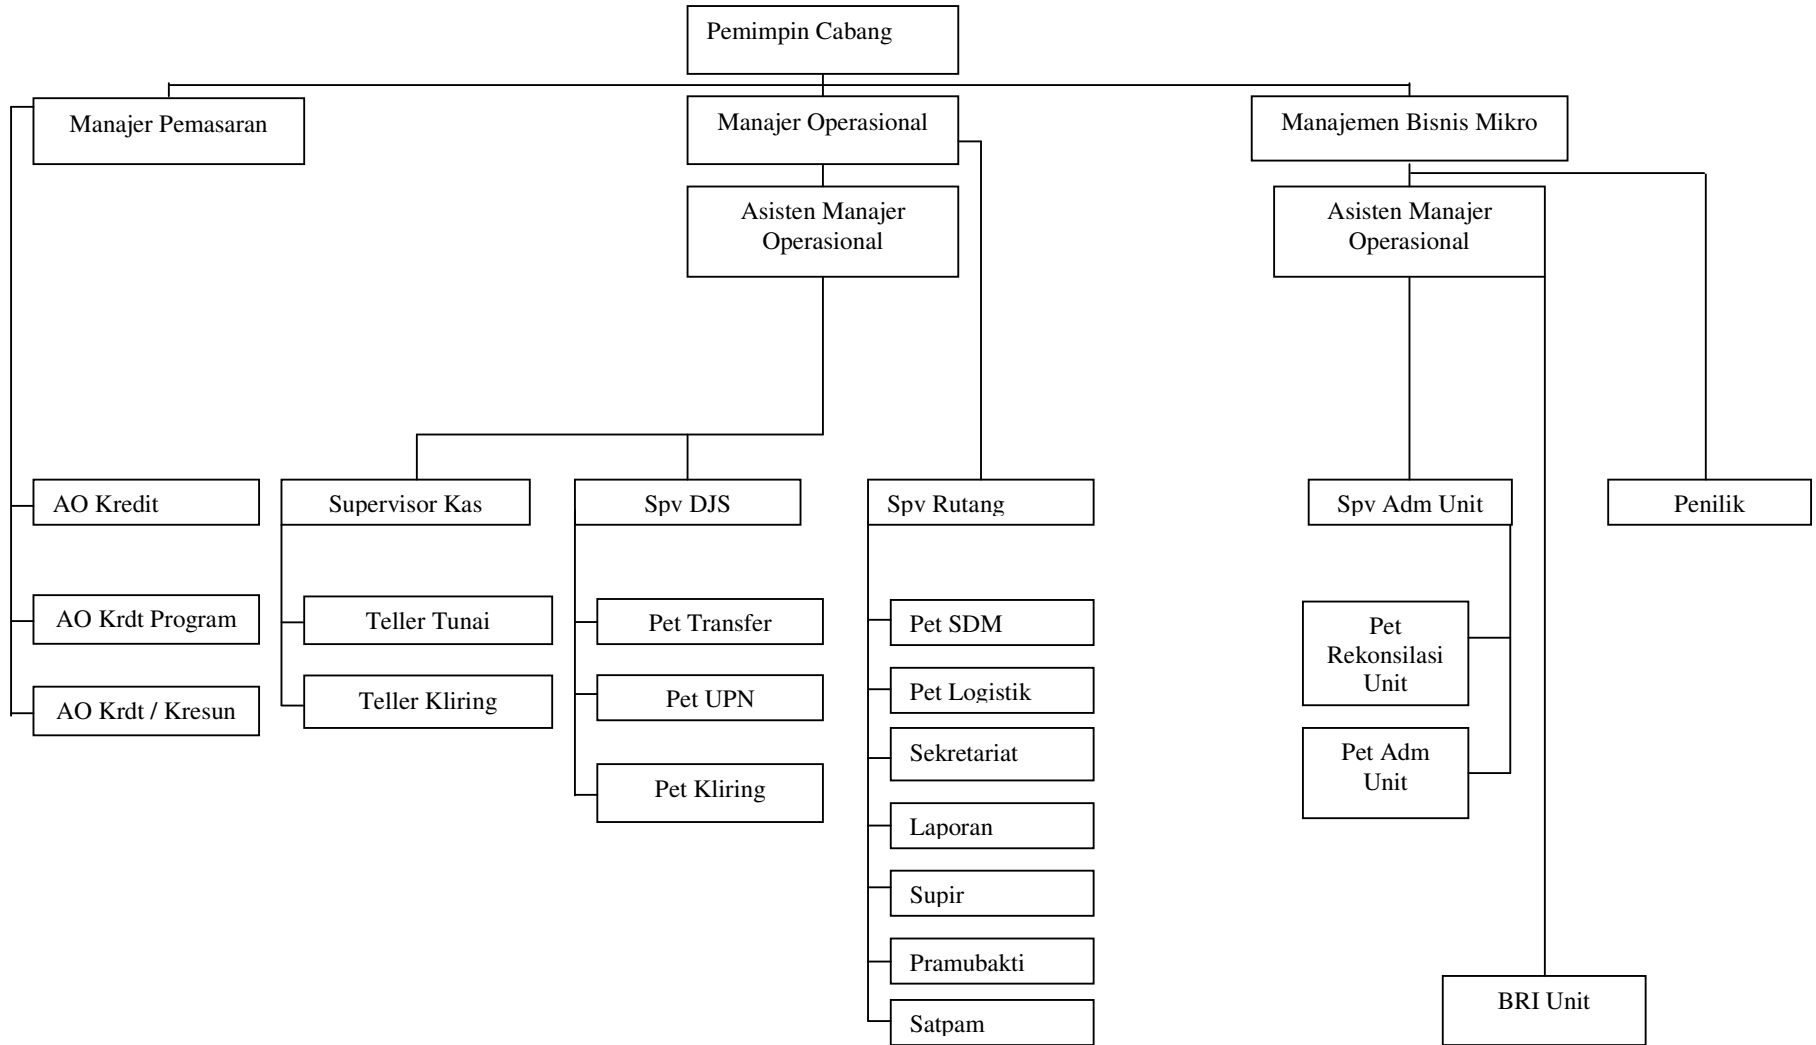 Pemimpin Cabang
Manajer Pemasaran
Manajer Operasional
Manajemen Bisnis Mikro
Asisten Manajer
Operasional
Asisten Manajer
Operasional
AO Kredit
Supervisor Kas
Spv DJS
Spv Rutang
Spv Adm Unit
Penilik
AO Krdt Program
Teller Tunai
Pet Transfer
Pet SDM
Pet
Rekonsilasi
Unit
AO Krdt / Kresun
Teller Kliring
Pet UPN
Pet Logistik
Sekretariat
Pet Adm
Unit
Pet Kliring
Laporan
Supir
Pramubakti
BRI Unit
Satpam